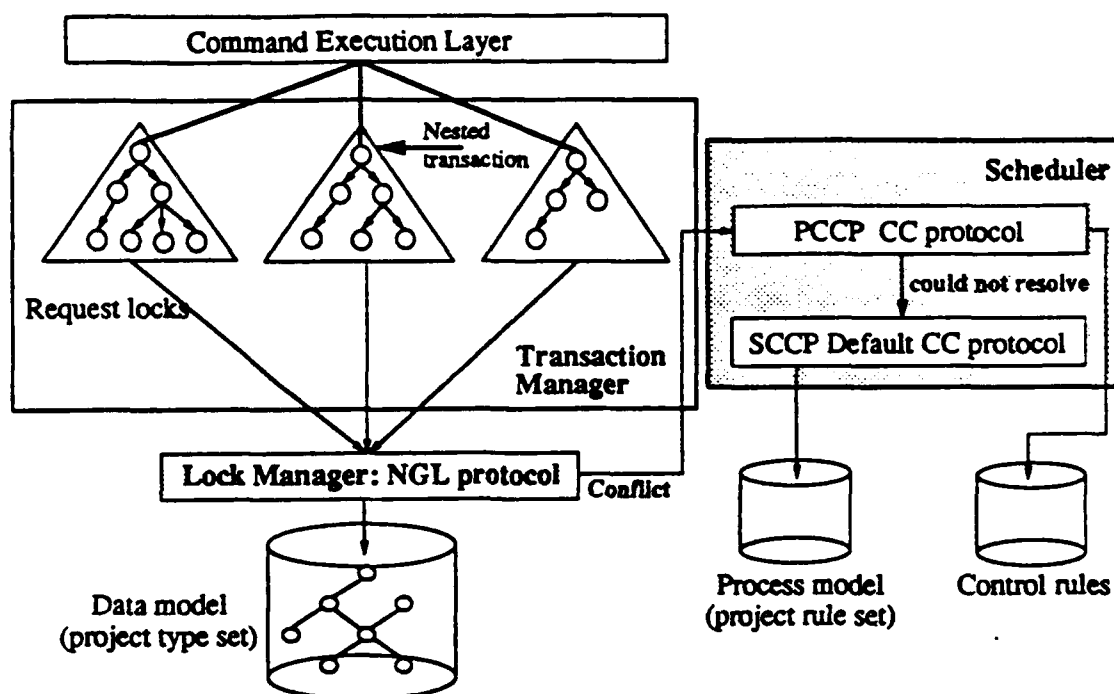 Command Execution Layer
Nested
transaction
Scheduler
PCCP CC protocol
could not resolve
SCCP Default CC protocol
Request locks
Transaction
Manager
Lock Manager: NGL protocol
Conflict
Data model
(project type set)
Process model
(project rule set)
Control rules